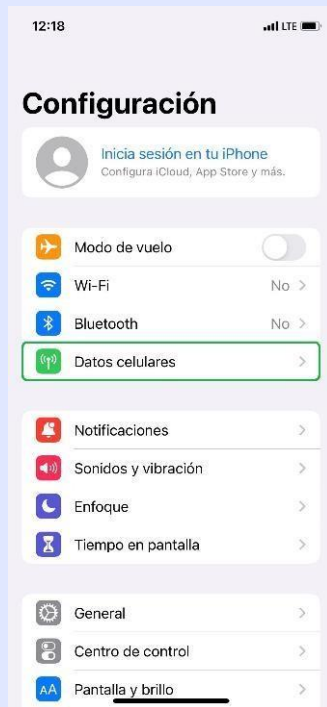 12:18
LTE
Configuración
Inicia sesión en tu iPhone
Configura iCloud, App Store y más.
Modo de vuelo
Wi-Fi No
Bluetooth No
Datos celulares
Notificaciones
Sonidos y vibración
Enfoque
Tiempo en pantalla
General
Centro de control
AA Pantalla y brillo